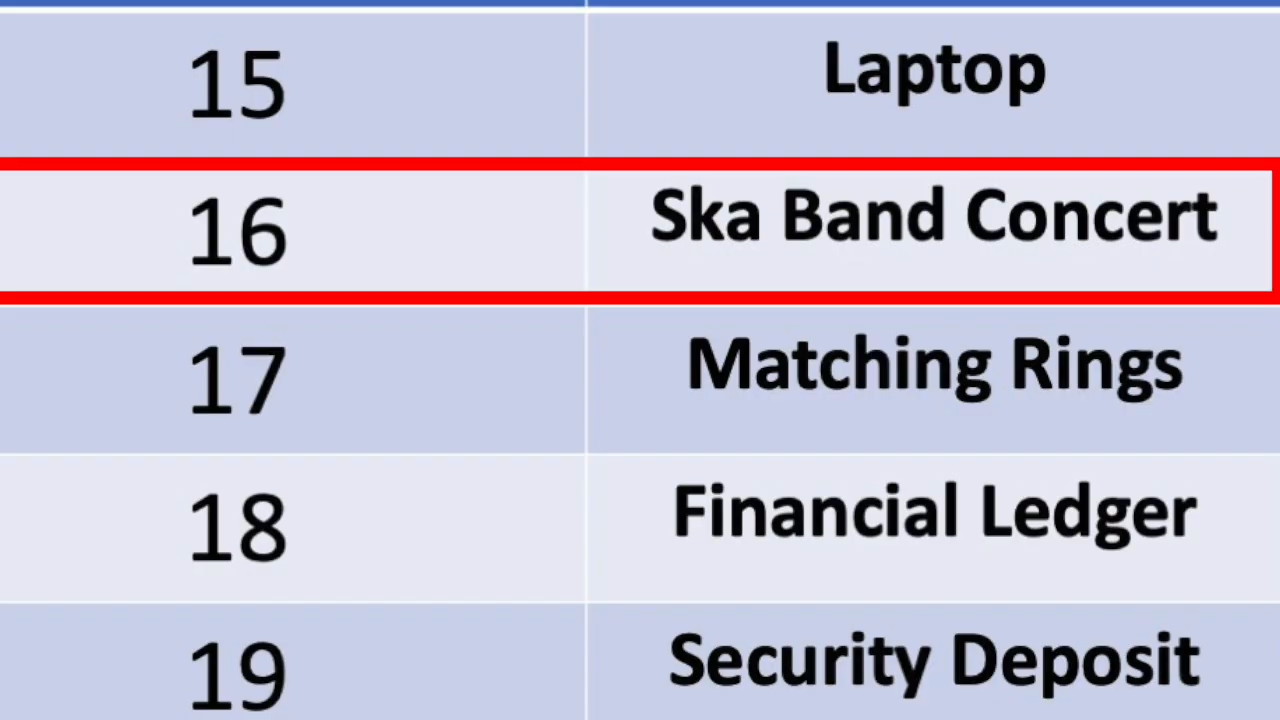 15 Laptop
16 Ska Band Concert
17 Matching Rings
18 Financial Ledger
19 Security Deposit